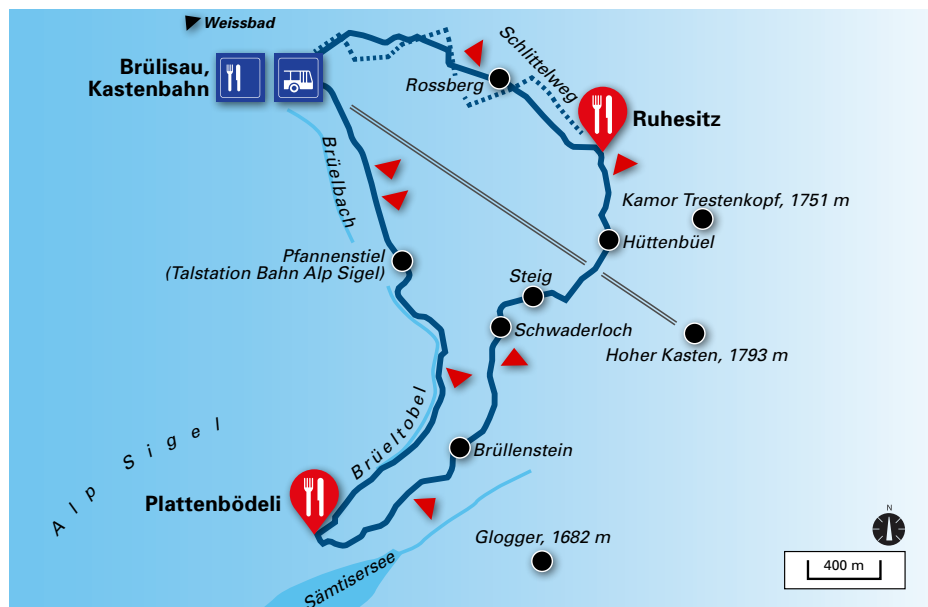 Weissbad
Brülisau,
Kastenbahn
Schlittelweg
Rossberg
Ruhesitz
Brüelbach
Kamor Trestenkopf, 1751 m
Hüttenbüel
Pfannenstiel
(Talstation Bahn Alp Sigel)
Steig
Schwaderloch
Hoher Kasten, 1793 m
Brüeltobel
Alp Sigel
Brüllenstein
Plattenbödeli
Glogger, 1682 m
Sämtisersee
N
400 m